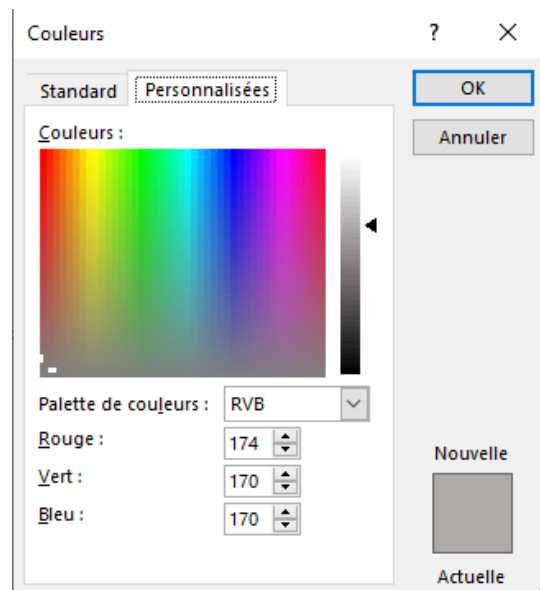 Couleurs ?
Standard Personnalisées
OK
Annuler
Couleurs :
Palette de couleurs : RVB
Rouge : 174
Vert : 170
Bleu : 170
Nouvelle
Actuelle